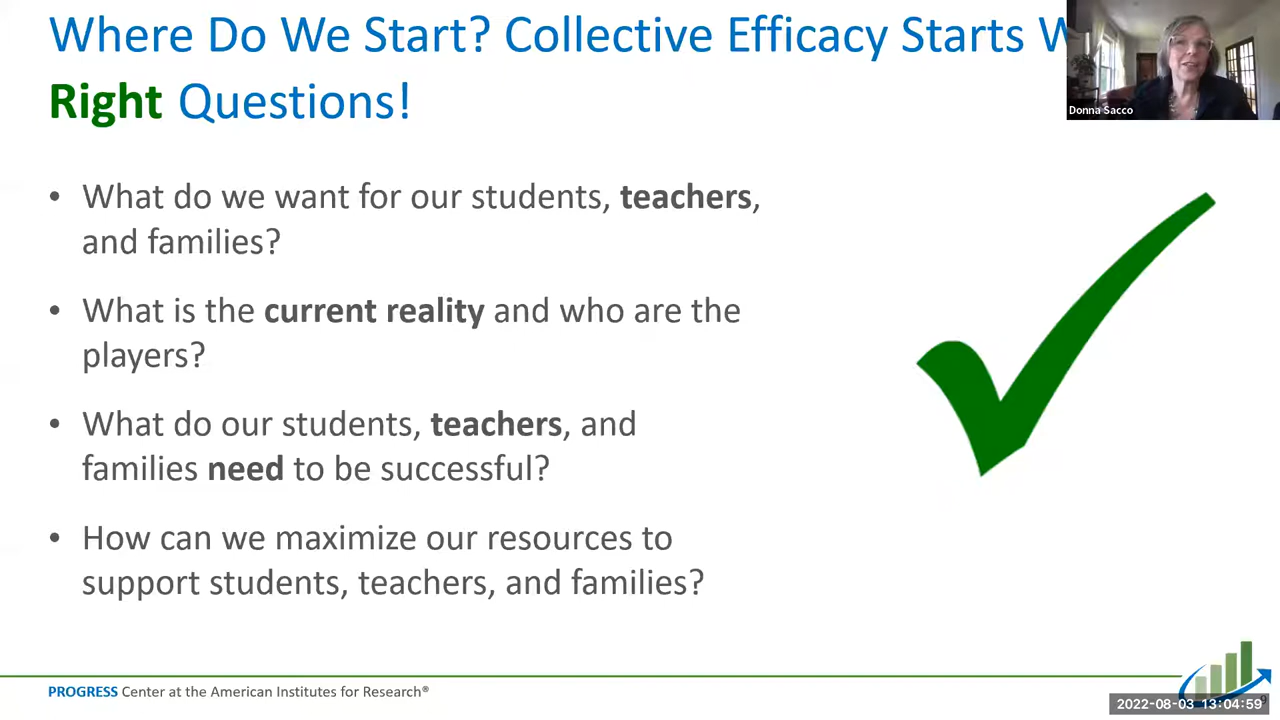 Where Do We Start? Collective Efficacy Starts
Right Questions!
Donna Sacco
• What do we want for our students, teachers,
and families?
• What is the current reality and who are the
players?
• What do our students, teachers, and
families need to be successful?
• How can we maximize our resources to
support students, teachers, and families?
PROGRESS Center at the American Institutes for Research®
2022-08-03 13:04:59
9